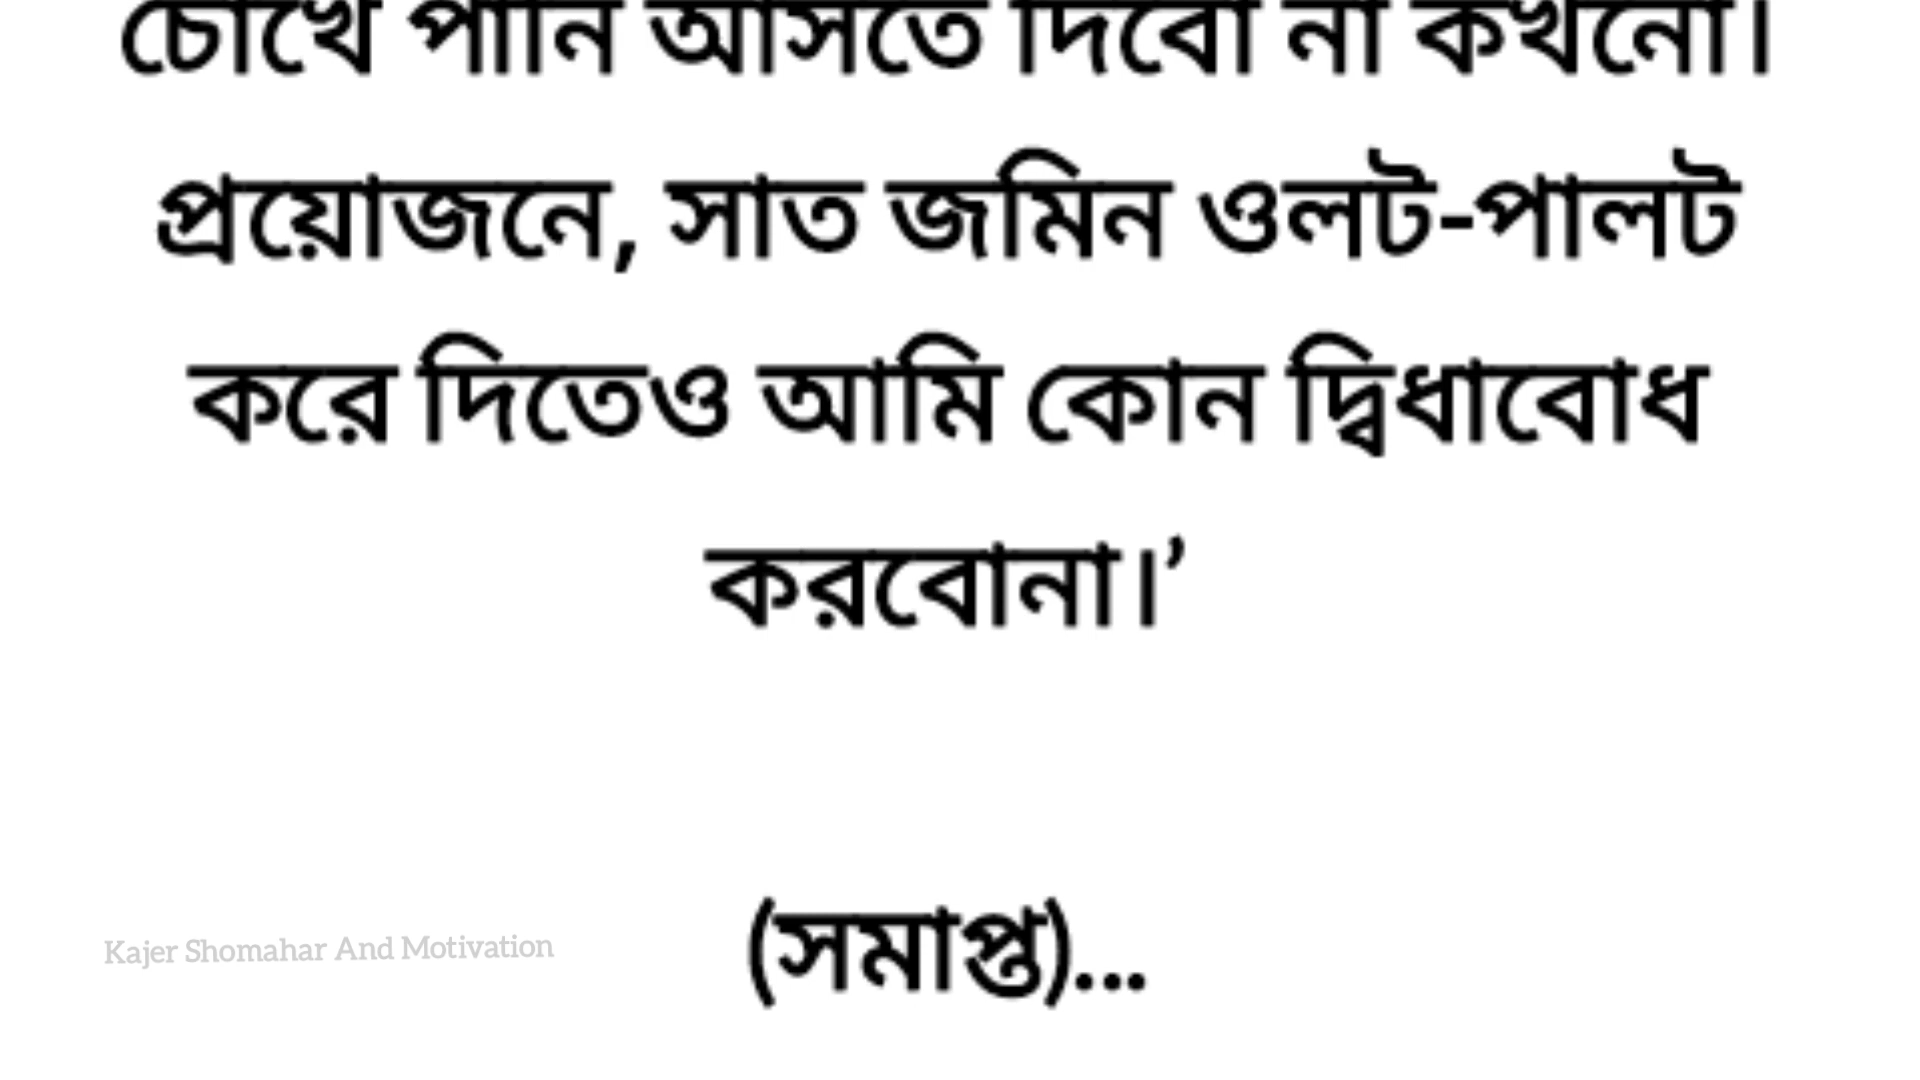 চোখে পানি আসতে দিবো না কখনো।
প্রয়োজনে, সাত জমিন ওলট-পালট
করে দিতেও আমি কোন দ্বিধাবোধ
করবোনা।’
(সমাপ্ত)...
Kajer Shomahar And Motivation